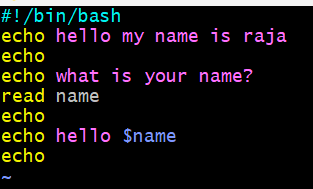 #!/bin/bash
echo hello my name is raja
echo
echo what is your name?
read name
echo
echo hello $name
echo
~